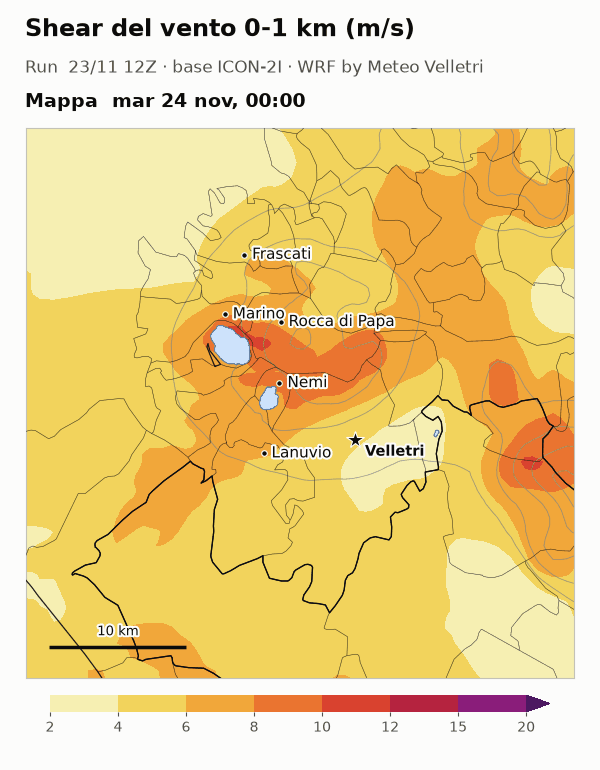 Shear del vento 0-1 km (m/s)
Run  23/11 12Z · base ICON-2I · WRF by Meteo Velletri
Mappa  mar 24 nov, 00:00
Frascati
Marino
Rocca di Papa
Nemi
Velletri
Lanuvio
10 km
2 4 6 8 10 12 15 20